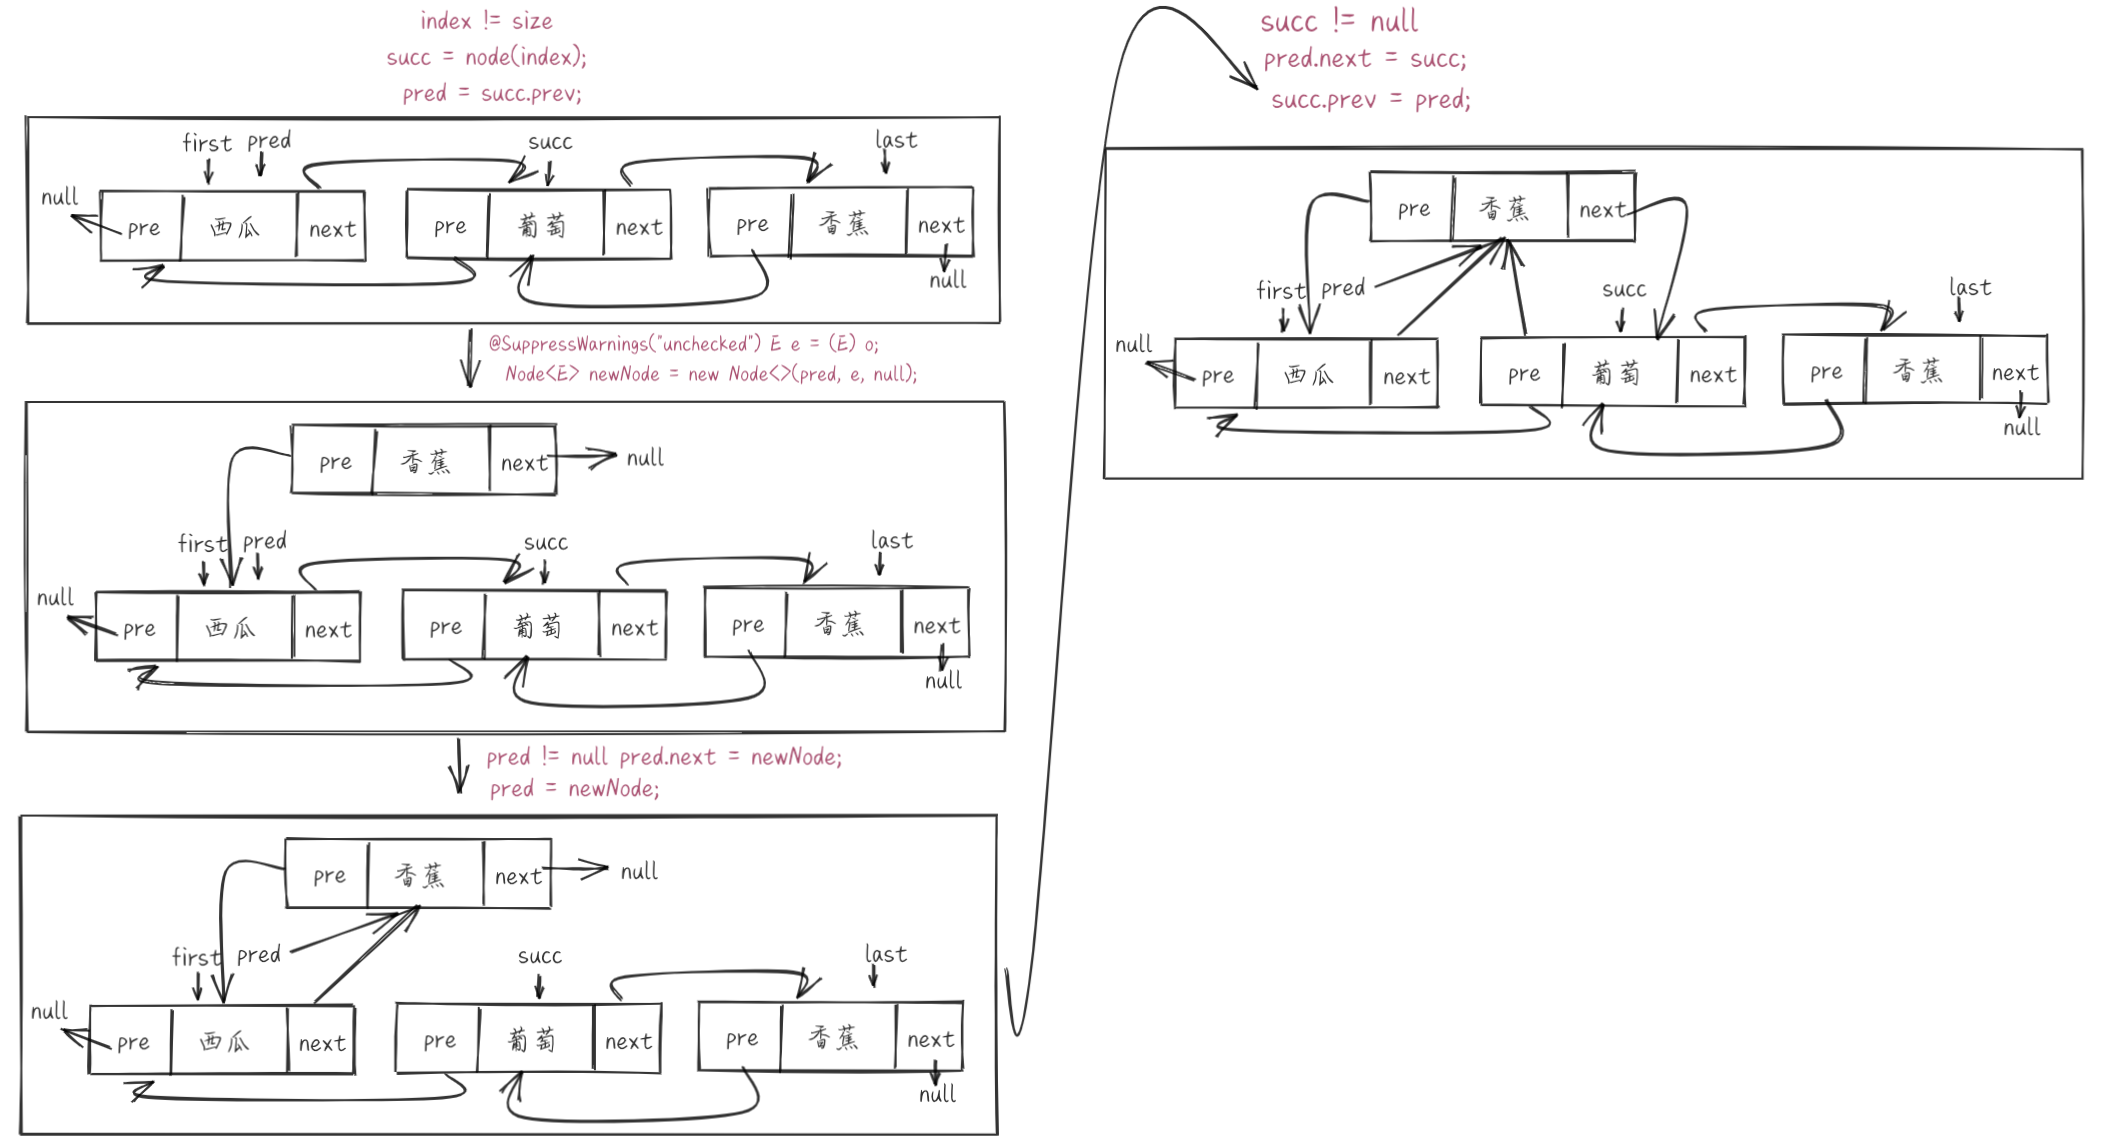 index != size
succ = node(index);
pred = succ.prev;
first pred succ last
null
pre 西瓜 next pre 葡萄 next pre 香蕉 next
null
@SuppressWarnings("unchecked") E e = (E) o;
Node<E> newNode = new Node<>(pred, e, null);
pre 香蕉 next null
first pred succ last
null
pre 西瓜 next pre 葡萄 next pre 香蕉 next
null
pred != null pred.next = newNode;
pred = newNode;
pre 香蕉 next null
first pred succ last
null
pre 西瓜 next pre 葡萄 next pre 香蕉 next
null
succ != null
pred.next = succ;
succ.prev = pred;
pre 香蕉 next
first pred succ last
null
pre 西瓜 next pre 葡萄 next pre 香蕉 next
null